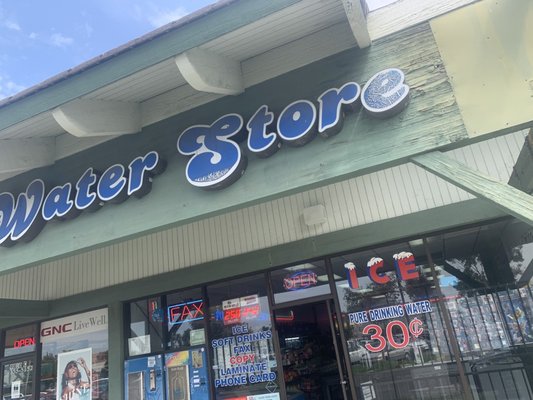 Water Store
OPEN
GNC LiveWell.
OPEN
FAX
ICE
SOFT DRINKS
FAX
COPY
LAMINATE
PHONE CARD
ICE
PURE DRINKING WATER
30¢